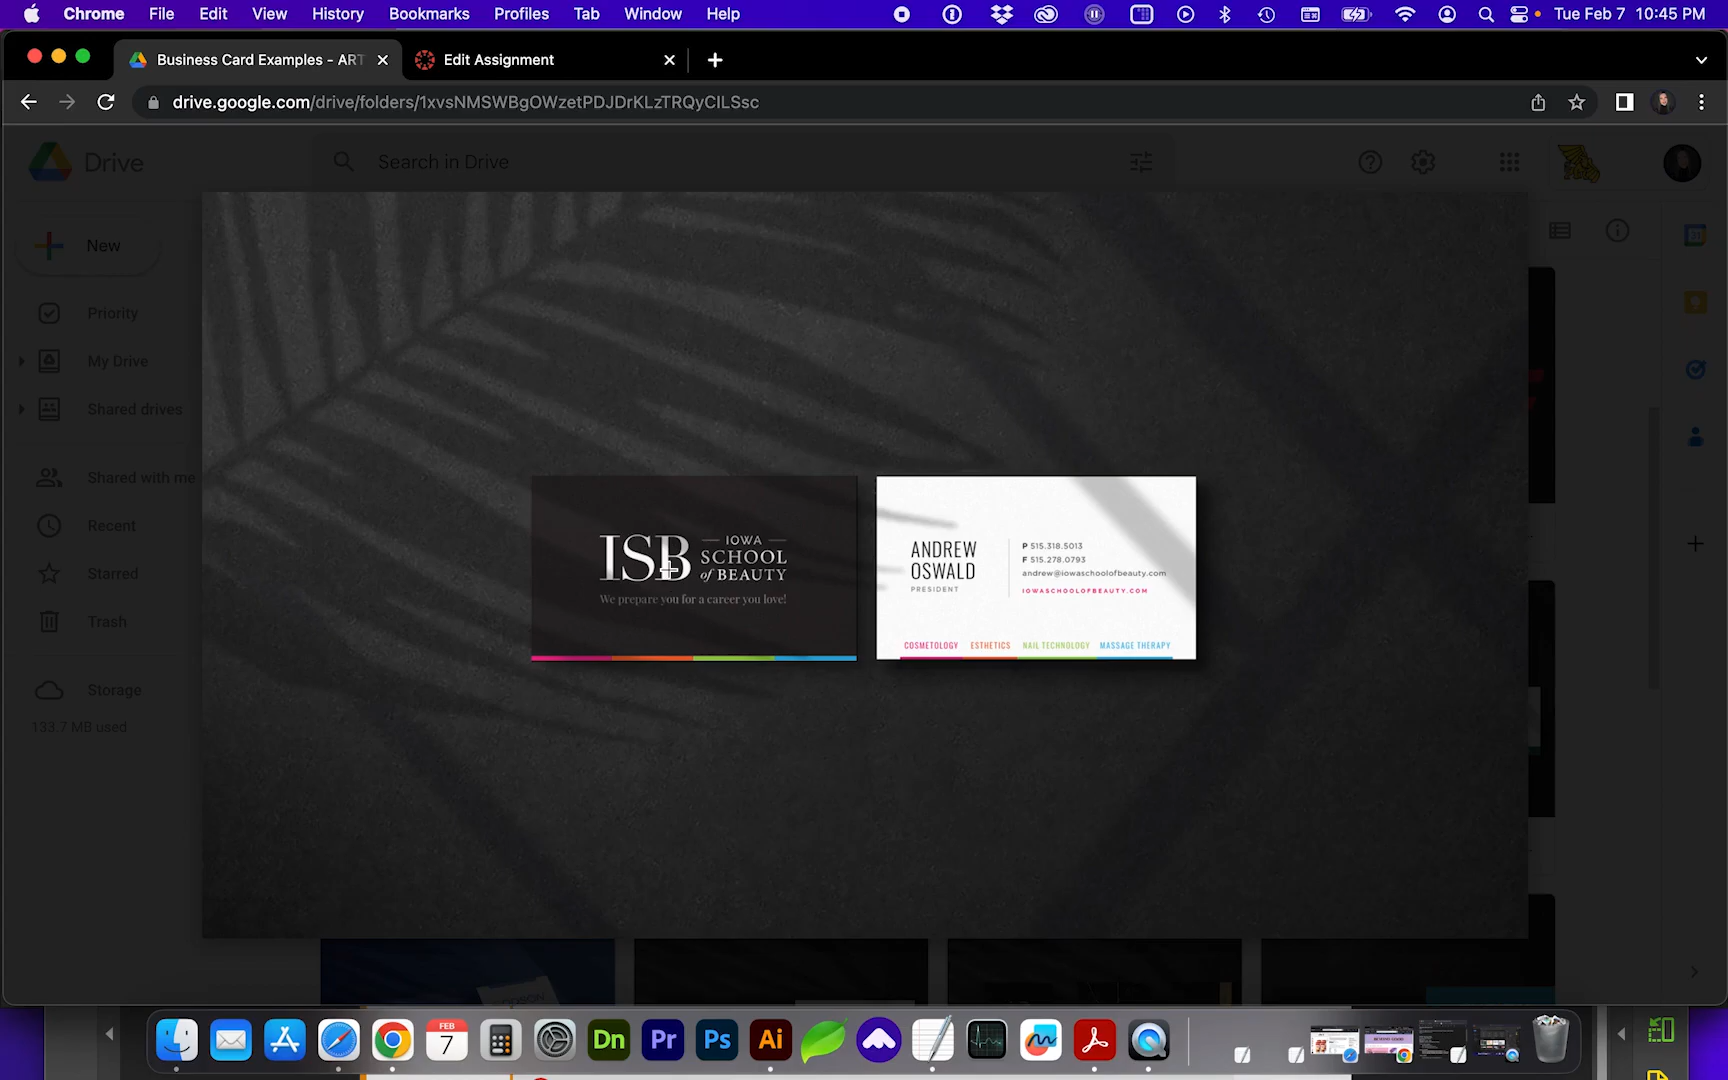 Chrome File Edit View History Bookmarks Profiles Tab Window Help
Tue Feb 7 10:45 PM
Business Card Examples - ART
Edit Assignment
drive.google.com/drive/folders/1xvsNMSWBgOWzetPDJDrKLzTRQyCILSsc
Drive
Search in Drive
New
Priority
My Drive
Shared drives
Shared with me
Recent
Starred
Trash
Storage
133.7 MB used
ISB
IOWA
SCHOOL
of BEAUTY
We prepare you for a career you love!
ANDREW
OSWALD
PRESIDENT
P 515.318.5013
F 515.278.0793
andrew@iowaschoolofbeauty.com
IOWASCHOOLOFBEAUTY.COM
COSMETOLOGY ESTHETICS NAIL TECHNOLOGY MASSAGE THERAPY
31
FEB
7
Dn
Pr
Ps
Ai